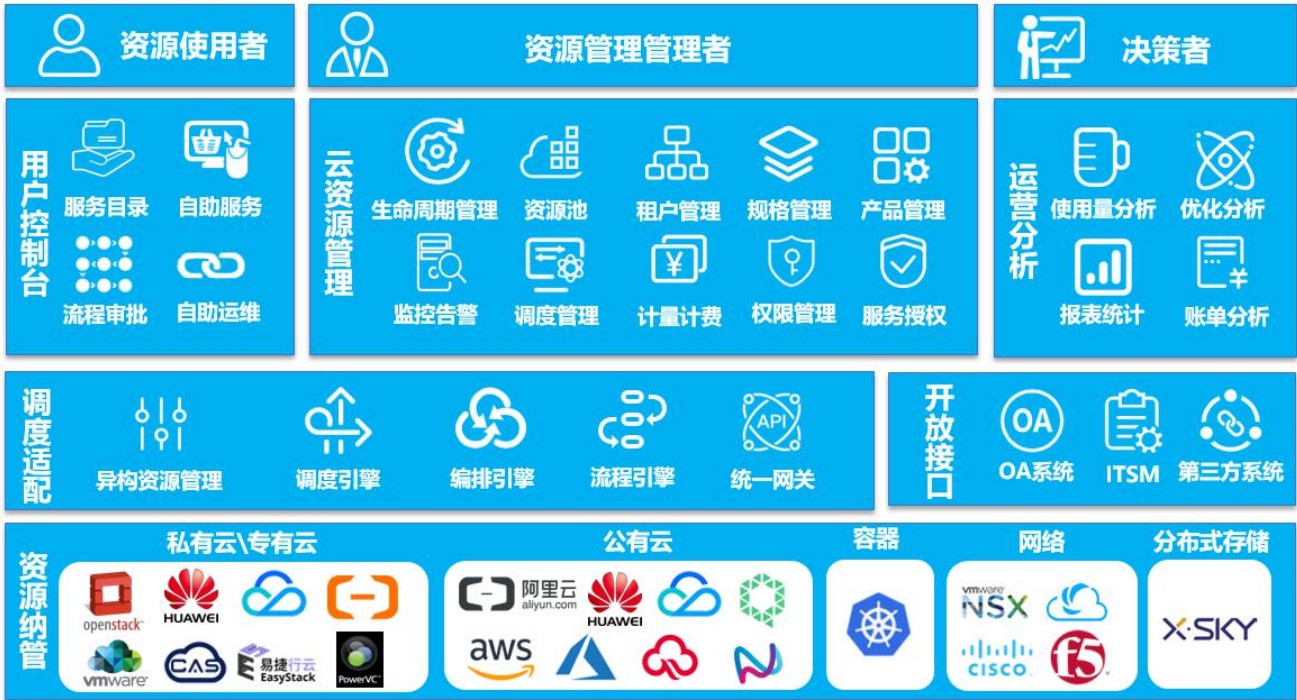 资源使用者
资源管理管理者
决策者
用户控制台
服务目录
自助服务
流程审批
自助运维
云资源管理
生命周期管理
资源池
租户管理
规格管理
产品管理
监控告警
调度管理
¥
计量计费
权限管理
服务授权
运营分析
使用量分析
优化分析
报表统计
¥
账单分析
调度适配
异构资源管理
调度引擎
编排引擎
流程引擎
API
统一网关
开放接口
OA
OA系统
ITSM
第三方系统
资源纳管
私有云\专有云
openstack
HUAWEI
vmware
CAS
易捷行云
EasyStack
PowerVC
公有云
阿里云
aliyun.com
HUAWEI
aws
容器
网络
vmware
NSX
CISCO
f5
分布式存储
X·SKY